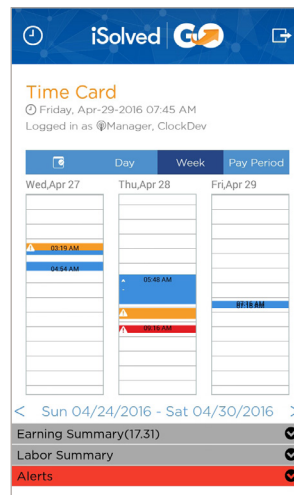 iSolved GO
Time Card
Friday, Apr-29-2016 07:45 AM
Logged in as Manager, ClockDev
Day Week Pay Period
Wed,Apr 27 Thu,Apr 28 Fri,Apr 29
03:19 AM
04:54 AM
05:48 AM
07:18 AM
09:16 AM
< Sun 04/24/2016 - Sat 04/30/2016 >
Earning Summary(17.31)
Labor Summary
Alerts